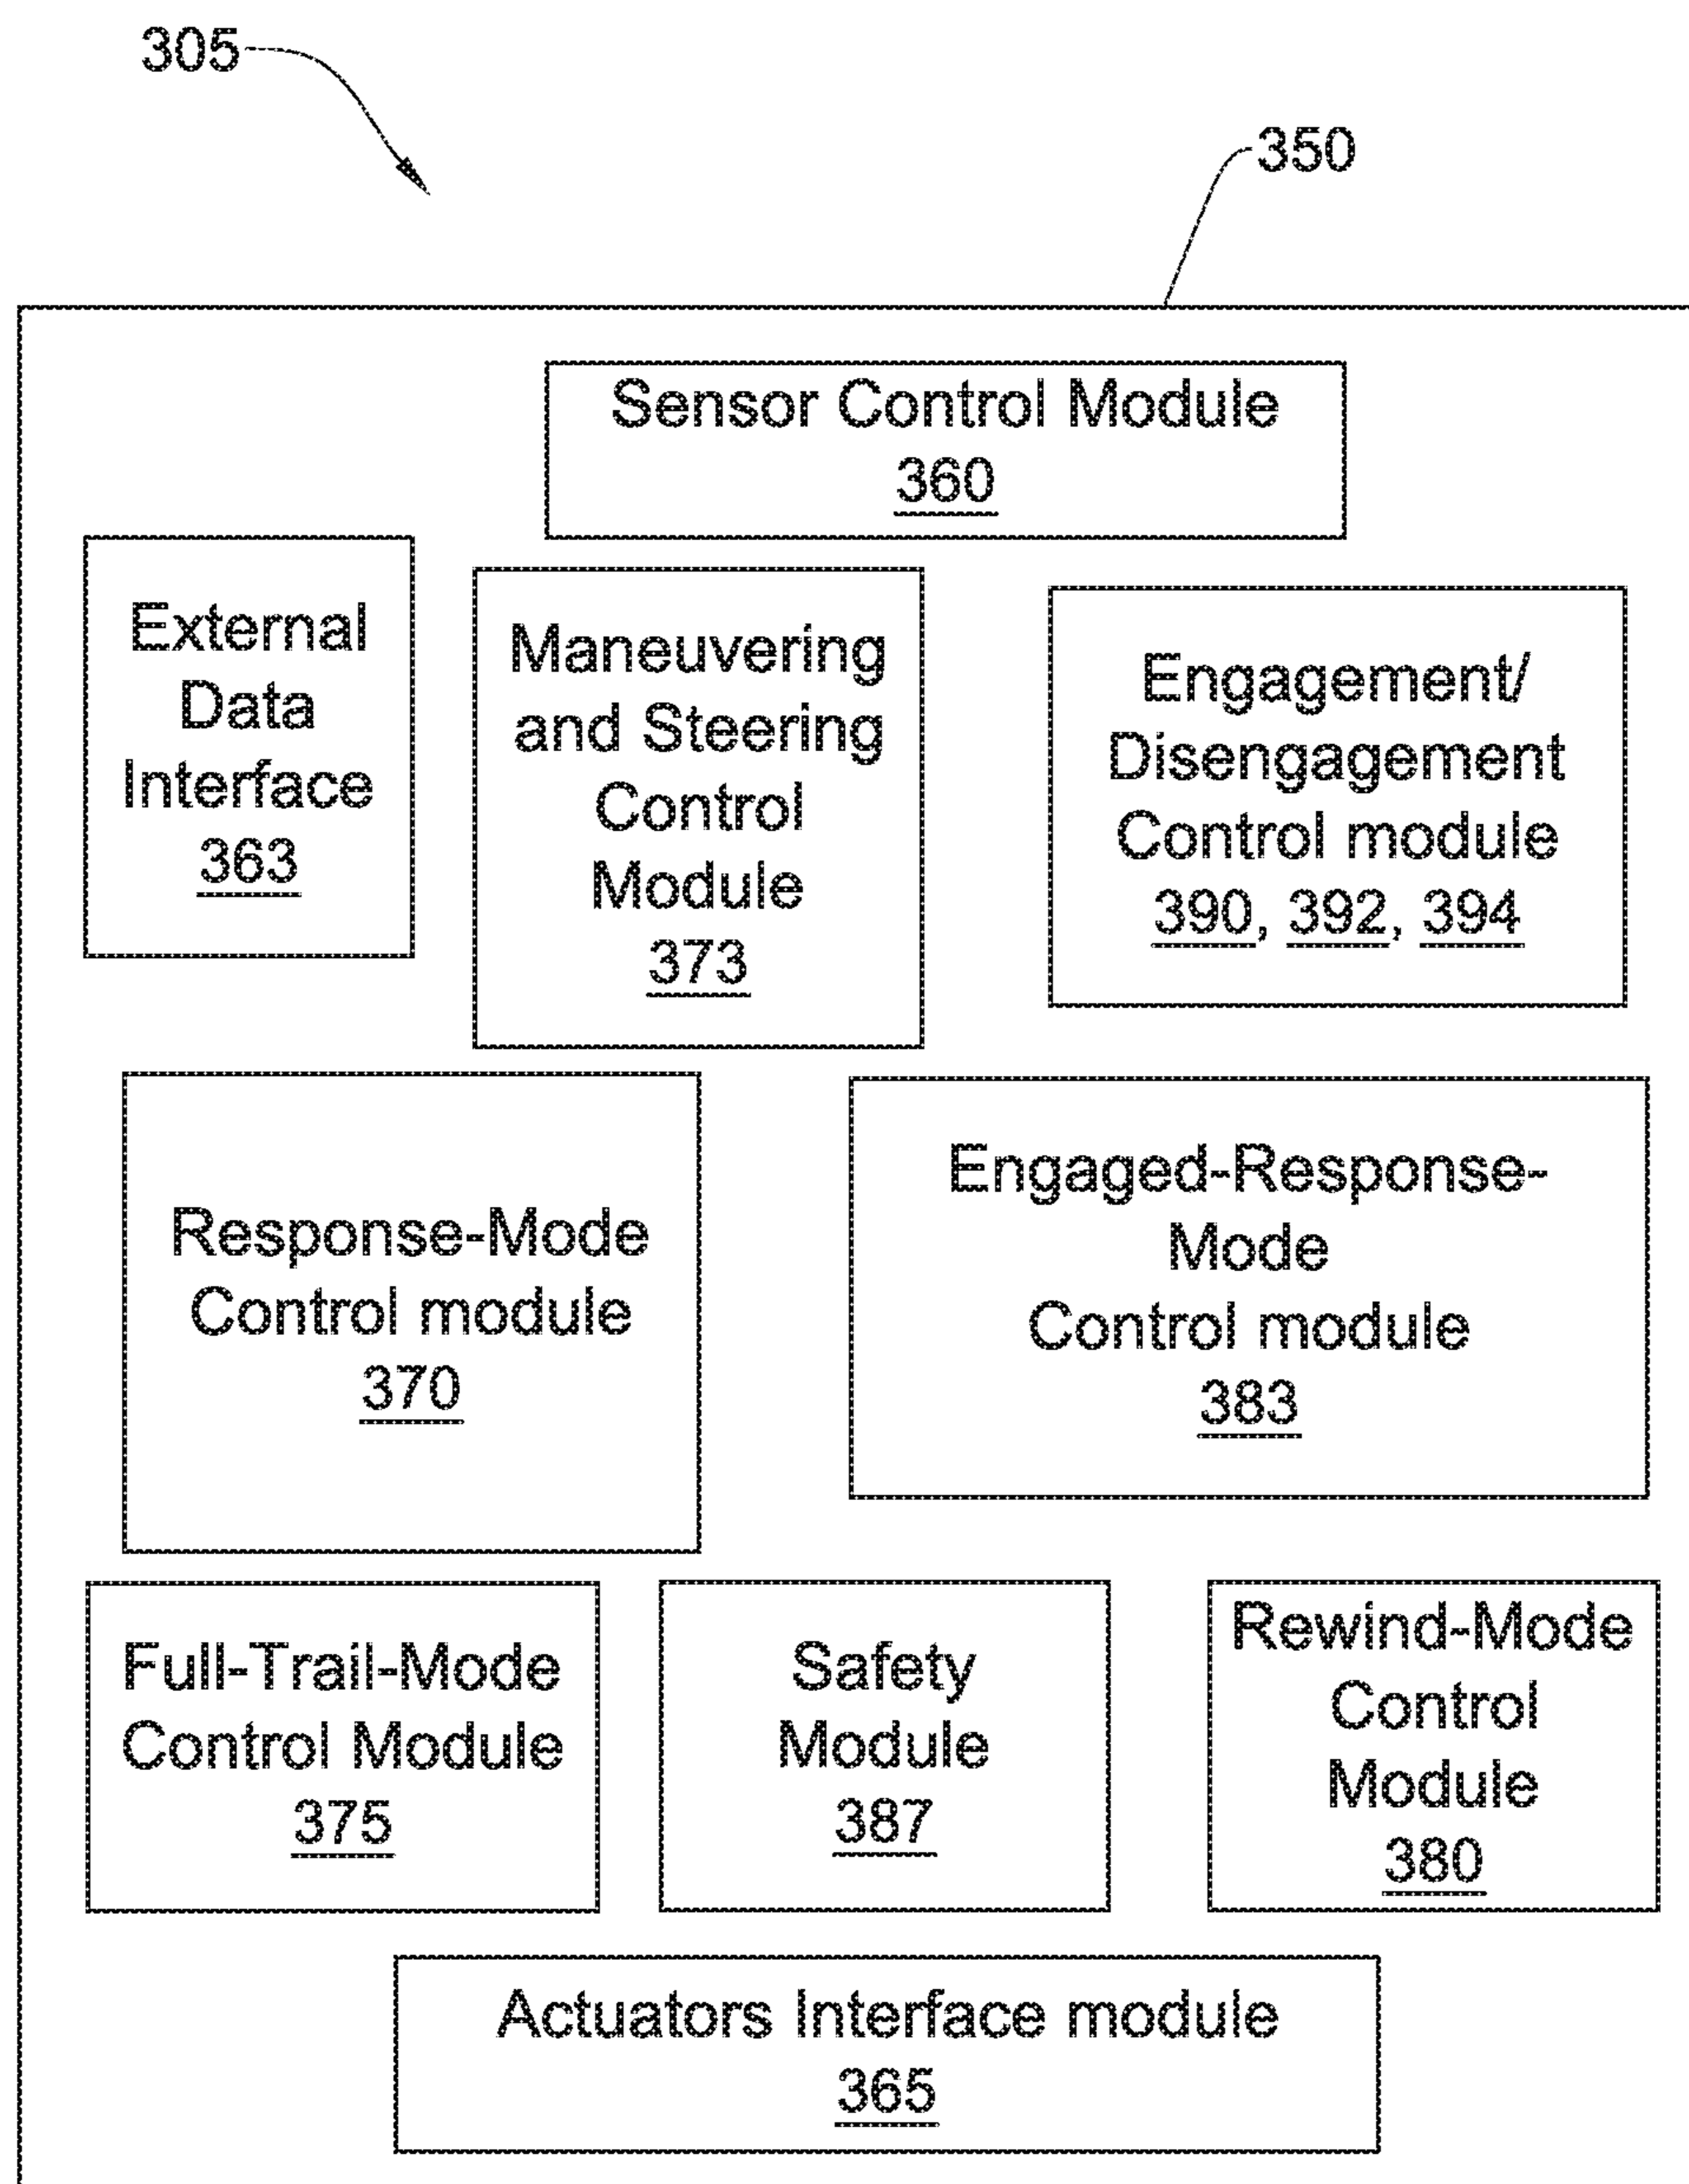 305
350
Sensor Control Module
360
External
Data
Interface
363
Maneuvering
and Steering
Control
Module
373
Engagement/
Disengagement
Control module
390, 392, 394
Response-Mode
Control module
370
Engaged-Response-
Mode
Control module
383
Full-Trail-Mode
Control Module
375
Safety
Module
387
Rewind-Mode
Control
Module
380
Actuators Interface module
365